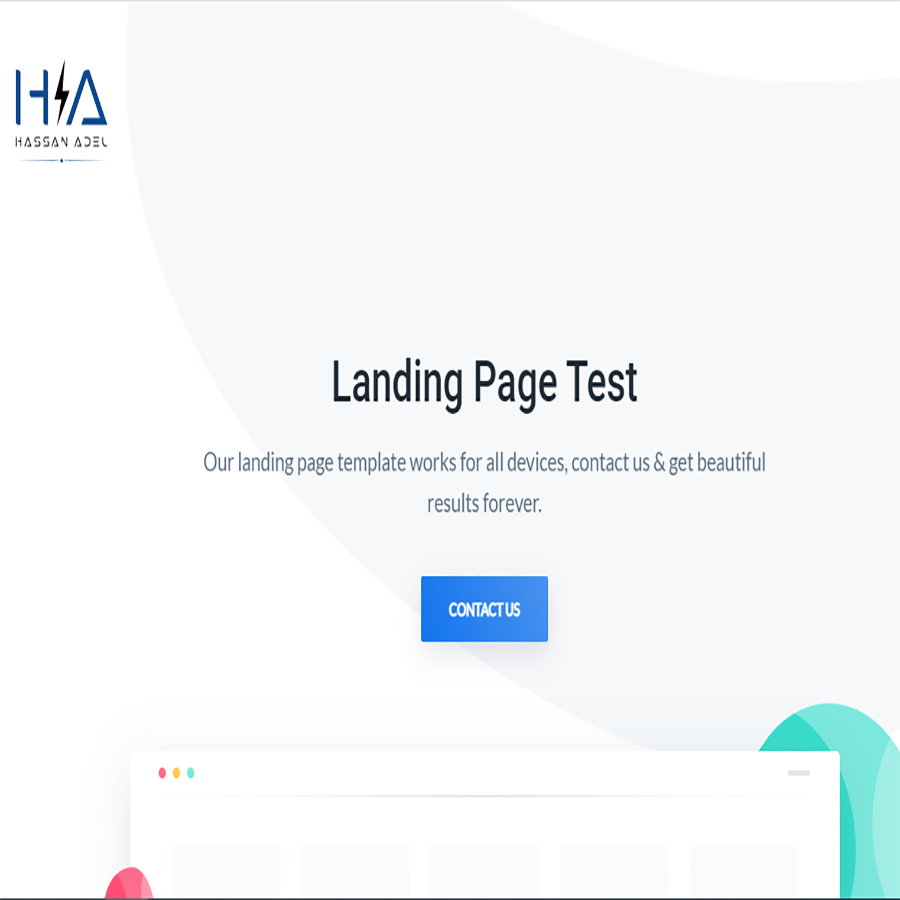 HA
HASSAN ADEL
Landing Page Test
Our landing page template works for all devices, contact us & get beautiful
results forever.
CONTACT US